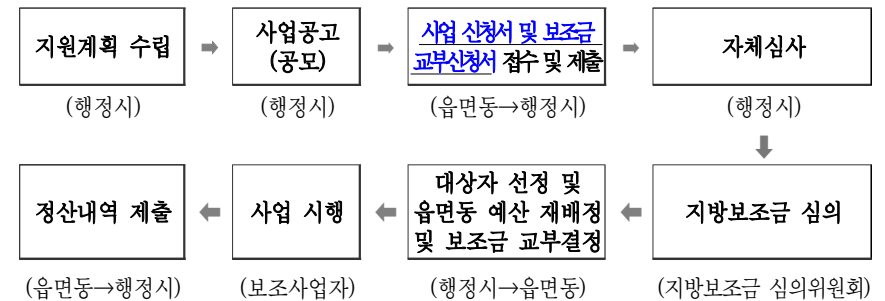 지원계획 수립
⇨
사업공고
(공모)
⇨
사업 신청서 및 보조금
교부신청서 접수 및 제출
⇨
자체심사
(행정시)
(행정시)
(읍면동→행정시)
(행정시)
⇩
정산내역 제출
⇦
사업 시행
⇦
대상자 선정 및
읍면동 예산 재배정
및 보조금 교부결정
⇦
지방보조금 심의
(읍면동→행정시)
(보조사업자)
(행정시→읍면동)
(지방보조금 심의위원회)